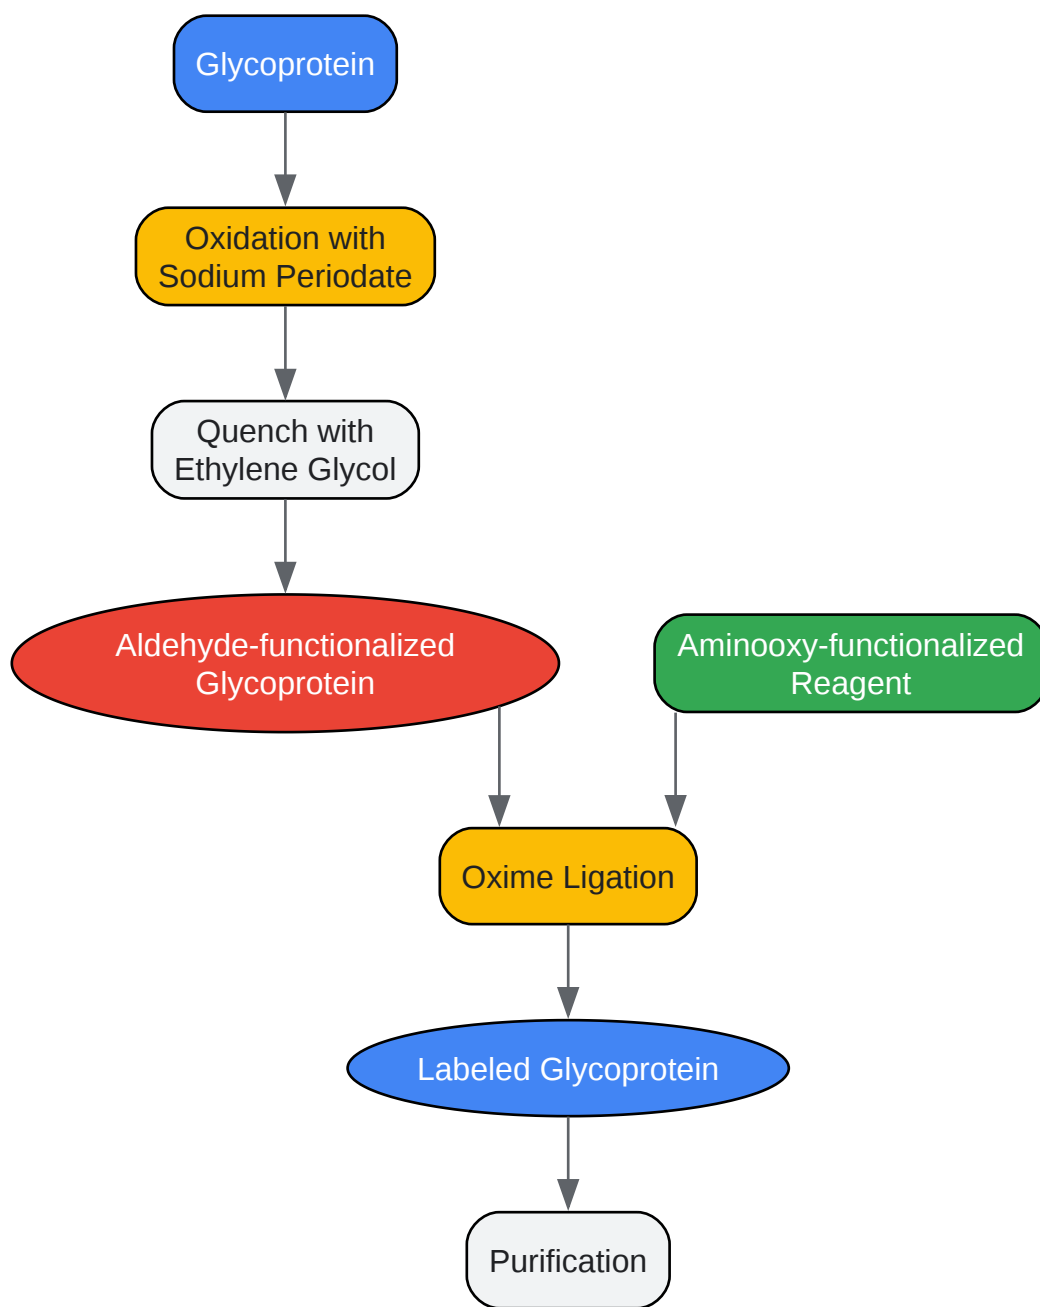 Glycoprotein
Oxidation with
Sodium Periodate
Quench with
Ethylene Glycol
Aldehyde-functionalized
Glycoprotein
Aminooxy-functionalized
Reagent
Oxime Ligation
Labeled Glycoprotein
Purification